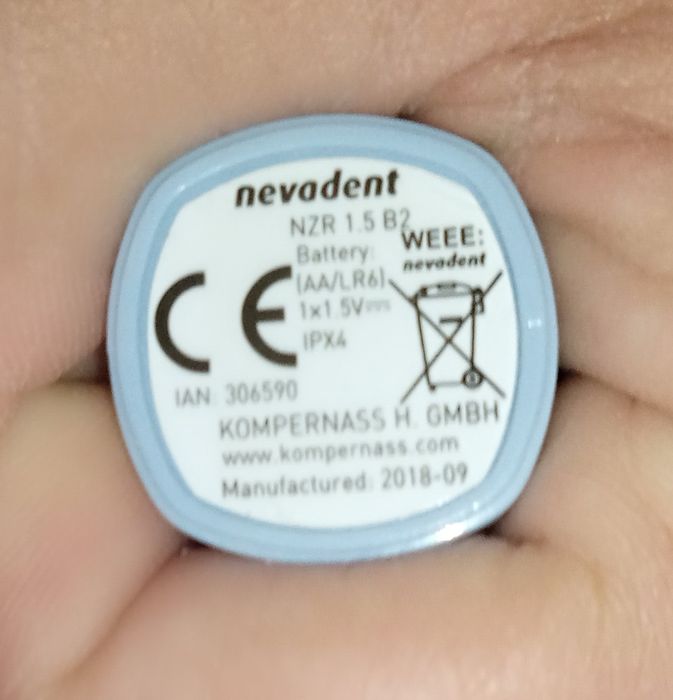 nevadent
NZR 1.5 B2
WEEE:
nevadent
Battery:
(AA/LR6)
1x1.5V⎓
IPX4
CE
IAN: 306590
KOMPERNASS H. GMBH
www.kompernass.com
Manufactured: 2018-09